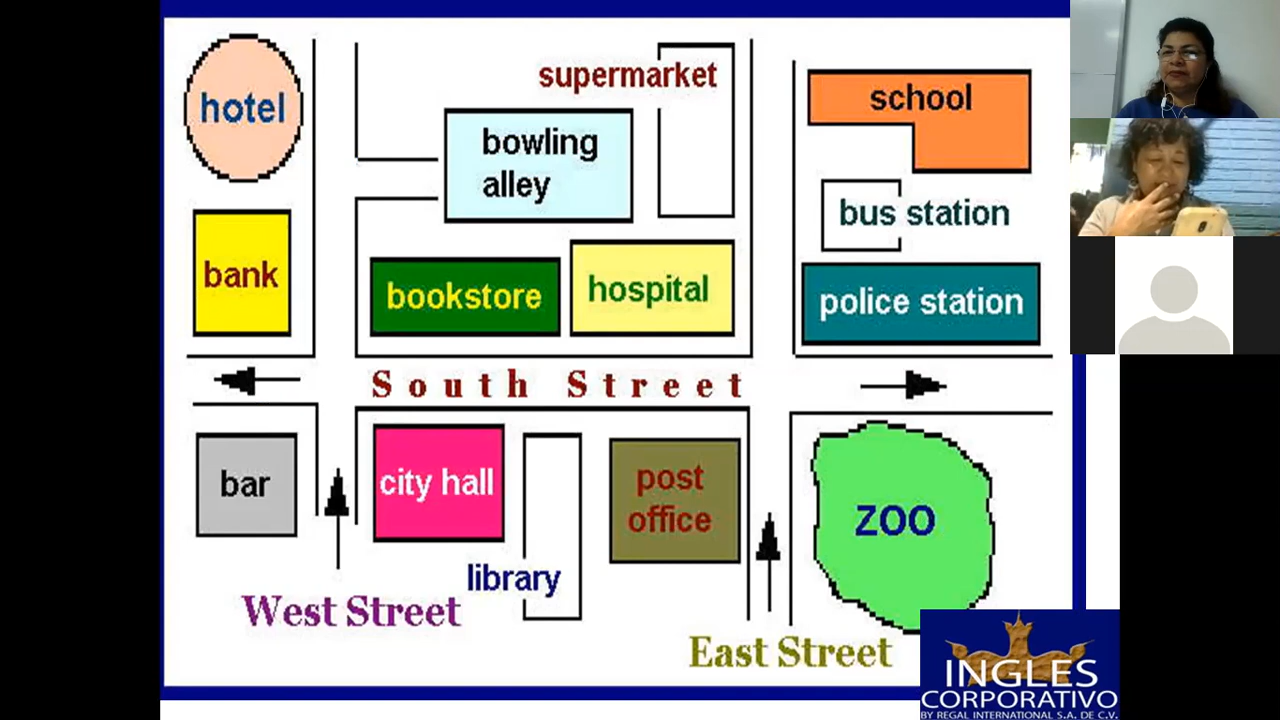 supermarket
school
hotel
bowling
alley
bus station
bank
bookstore
hospital
police station
South Street
bar
city hall
post
office
ZOO
library
West Street
East Street
INGLES
CORPORATIVO
BY REGAL INTERNATIONAL S.A. DE C.V.